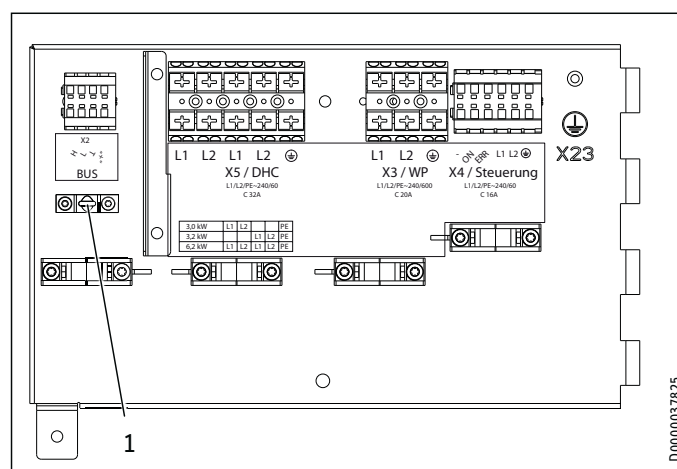 X2
H L ⊥ "+"
BUS
L1 L2 L1 L2
X5 / DHC
L1/L2/PE~240/60
C 32A
3,0 kW L1 L2 PE
3,2 kW L1 L2 PE
6,2 kW L1 L2 L1 L2 PE
L1 L2
X3 / WP
L1/L2/PE~240/600
C 20A
- ON ERR L1 L2
X4 / Steuerung
L1/L2/PE~240/60
C 16A
X23
1
D0000037825